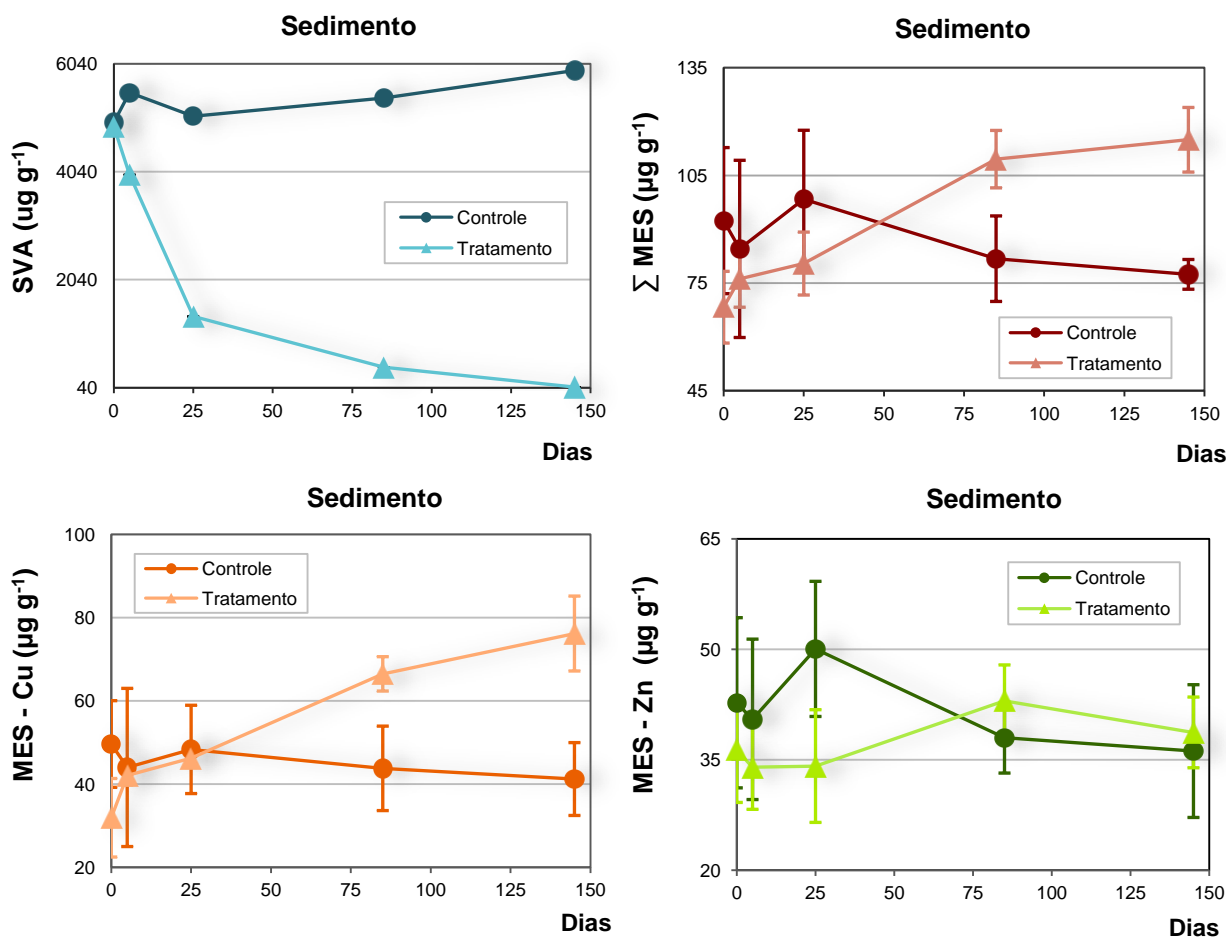 Sedimento
SVA (ug g-1)
6040
4040
2040
40
Controle
Tratamento
0 25 50 75 100 125 150
Dias
Sedimento
∑ MES (µg g-1)
135
105
75
45
Controle
Tratamento
0 25 50 75 100 125 150
Dias
Sedimento
MES - Cu (µg g-1)
100
80
60
40
20
Controle
Tratamento
0 25 50 75 100 125 150
Dias
Sedimento
MES - Zn (µg g-1)
65
50
35
20
Controle
Tratamento
0 25 50 75 100 125 150
Dias